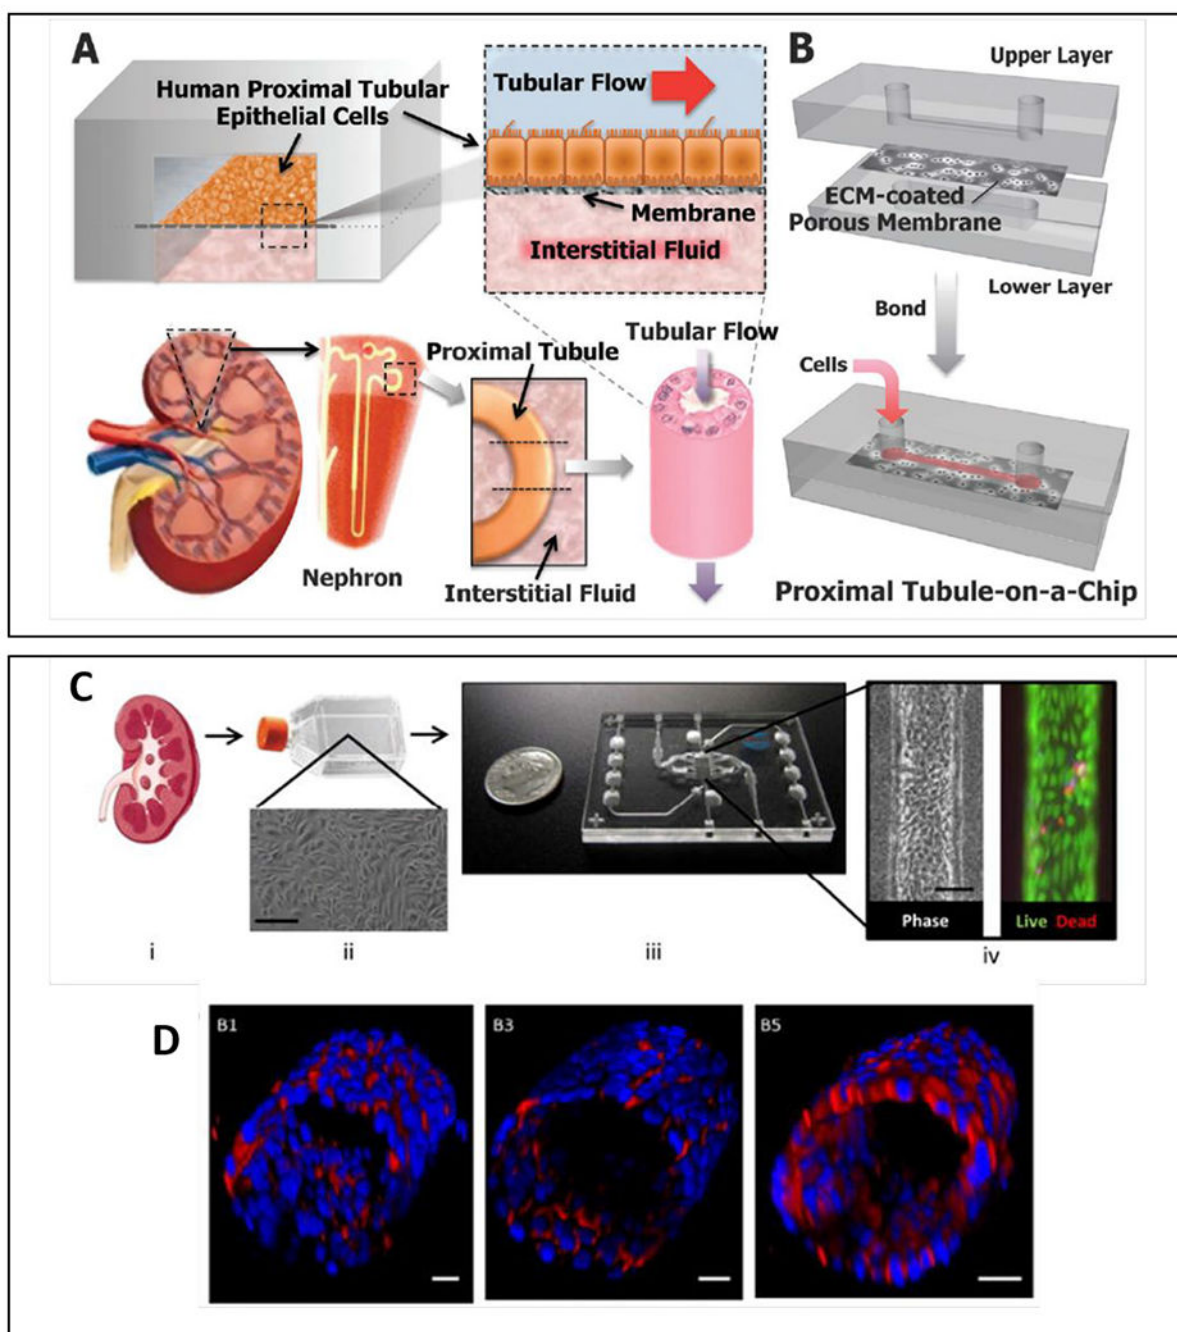 A
Human Proximal Tubular
Epithelial Cells
Tubular Flow
Membrane
Interstitial Fluid
Proximal Tubule
Tubular Flow
Nephron
Interstitial Fluid
B
Upper Layer
ECM-coated
Porous Membrane
Lower Layer
Bond
Cells
Proximal Tubule-on-a-Chip
C
Phase
Live Dead
i
ii
iii
iv
D
B1
B3
B5